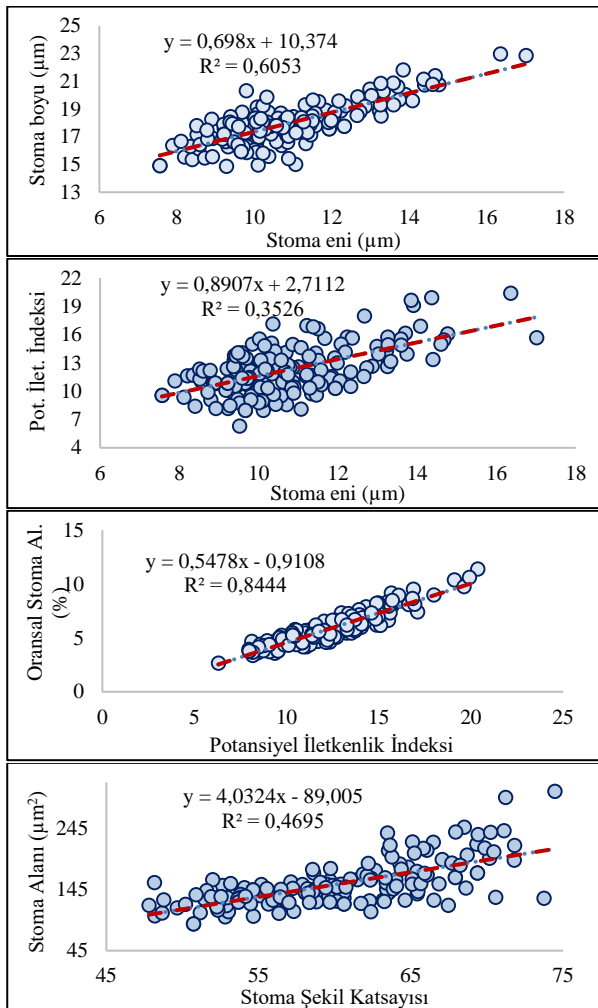 y = 0,698x + 10,374
R² = 0,6053
Stoma boyu (µm)
23
21
19
17
15
13
6 8 10 12 14 16 18
Stoma eni (µm)
y = 0,8907x + 2,7112
R² = 0,3526
Pot. İlet. İndeksi
22
19
16
13
10
7
4
6 8 10 12 14 16 18
Stoma eni (µm)
y = 0,5478x - 0,9108
R² = 0,8444
Oransal Stoma Al.
(%)
15
10
5
0
0 5 10 15 20 25
Potansiyel İletkenlik İndeksi
y = 4,0324x - 89,005
R² = 0,4695
Stoma Alanı (µm²)
245
145
45
45 55 65 75
Stoma Şekil Katsayısı